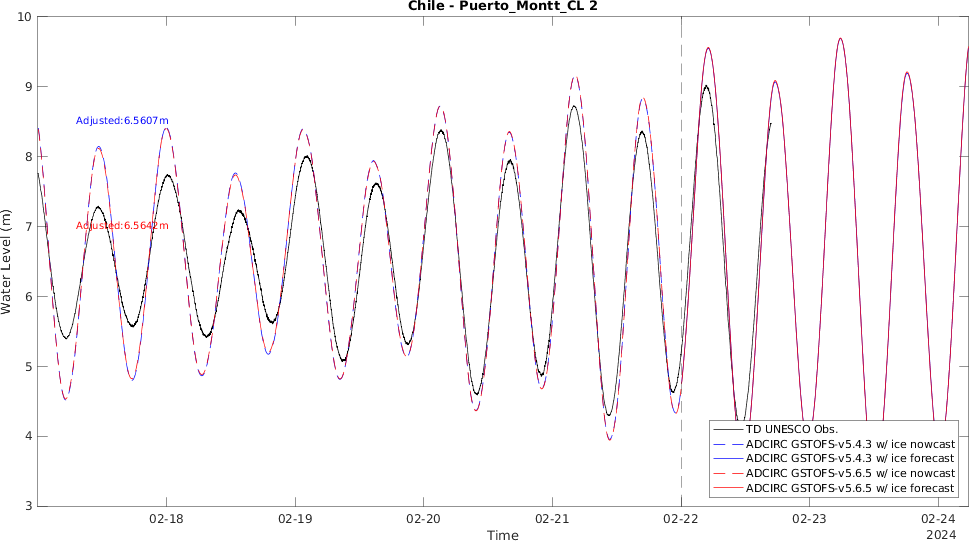 Chile - Puerto_Montt_CL 2
10
9
8
7
6
5
4
3
Water Level (m)
Adjusted:6.5607m
Adjusted:6.5642m
TD UNESCO Obs.
ADCIRC GSTOFS-v5.4.3 w/ ice nowcast
ADCIRC GSTOFS-v5.4.3 w/ ice forecast
ADCIRC GSTOFS-v5.6.5 w/ ice nowcast
ADCIRC GSTOFS-v5.6.5 w/ ice forecast
02-18 02-19 02-20 02-21 02-22 02-23 02-24
Time
2024